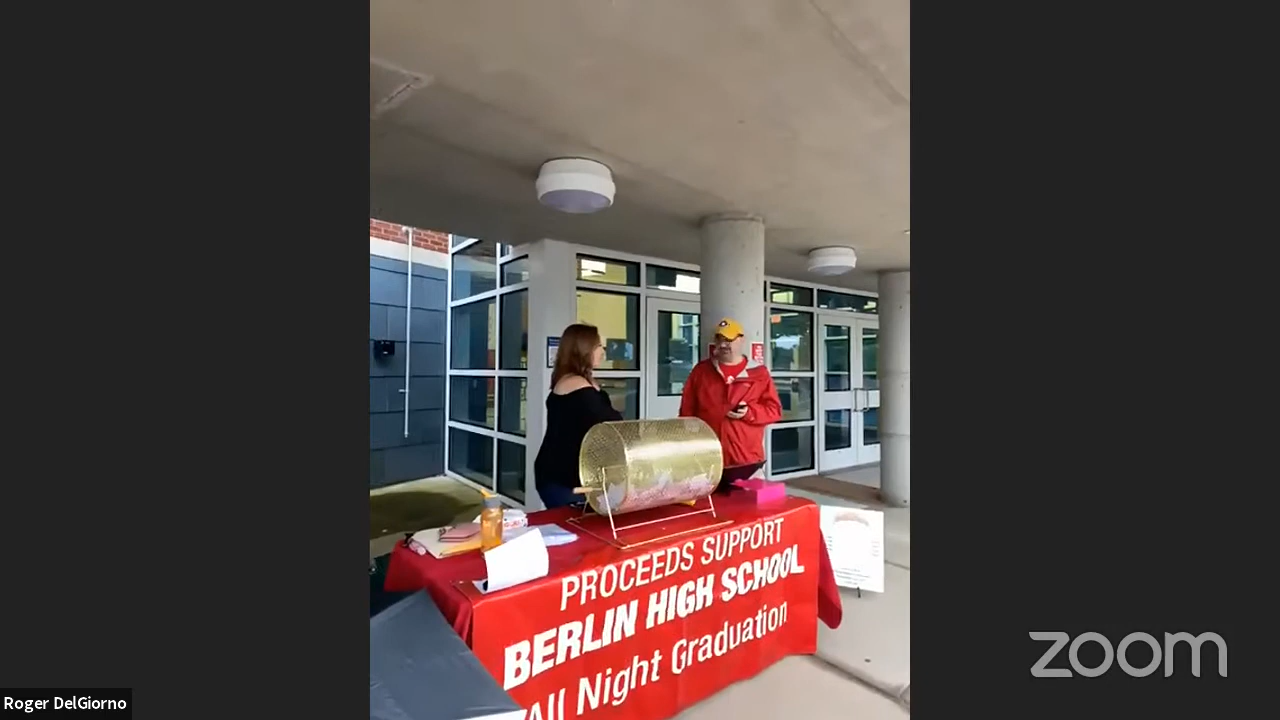 PROCEEDS SUPPORT
BERLIN HIGH SCHOOL
All Night Graduation
Roger DelGiorno
zoom